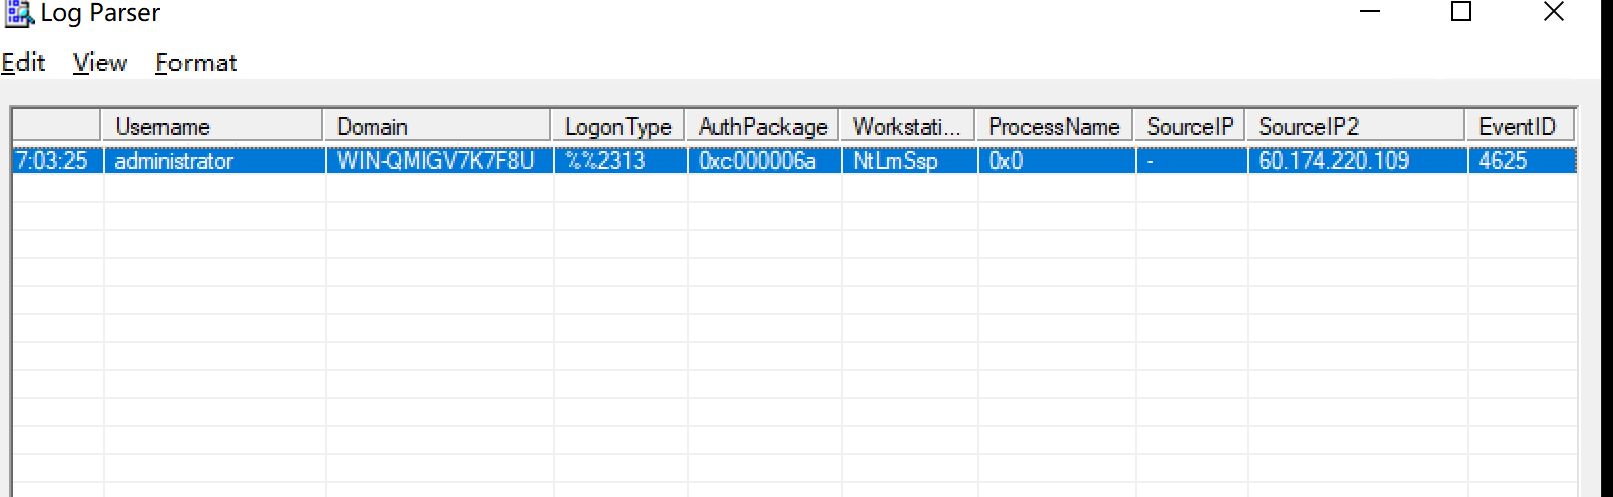 Log Parser
Edit View Format
Username Domain LogonType AuthPackage Workstati... ProcessName SourceIP SourceIP2 EventID
7:03:25 administrator WIN-QMIGV7K7F8U %%2313 0xc000006a NtLmSsp 0x0 - 60.174.220.109 4625